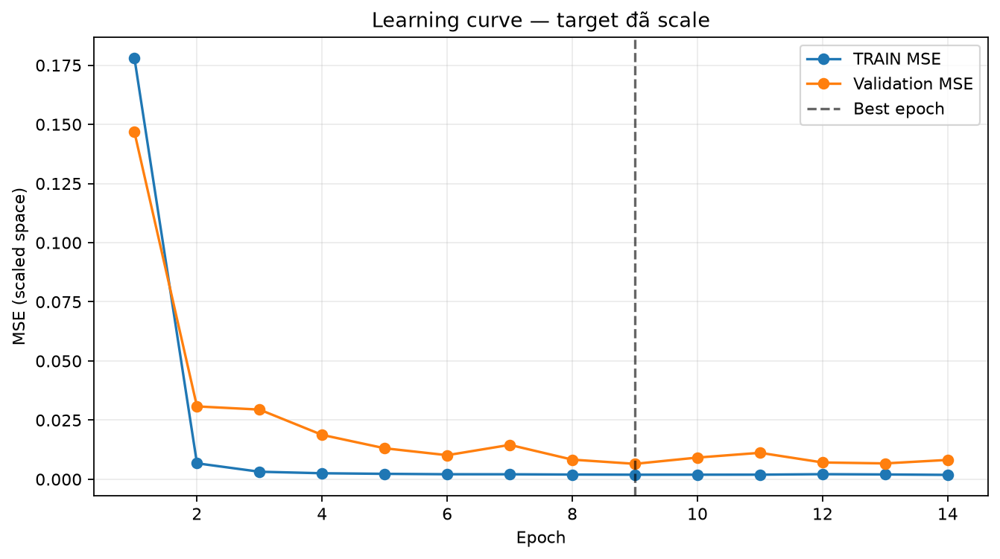 Learning curve — target đã scale
TRAIN MSE
Validation MSE
Best epoch
MSE (scaled space)
0.175
0.150
0.125
0.100
0.075
0.050
0.025
0.000
2 4 6 8 10 12 14
Epoch